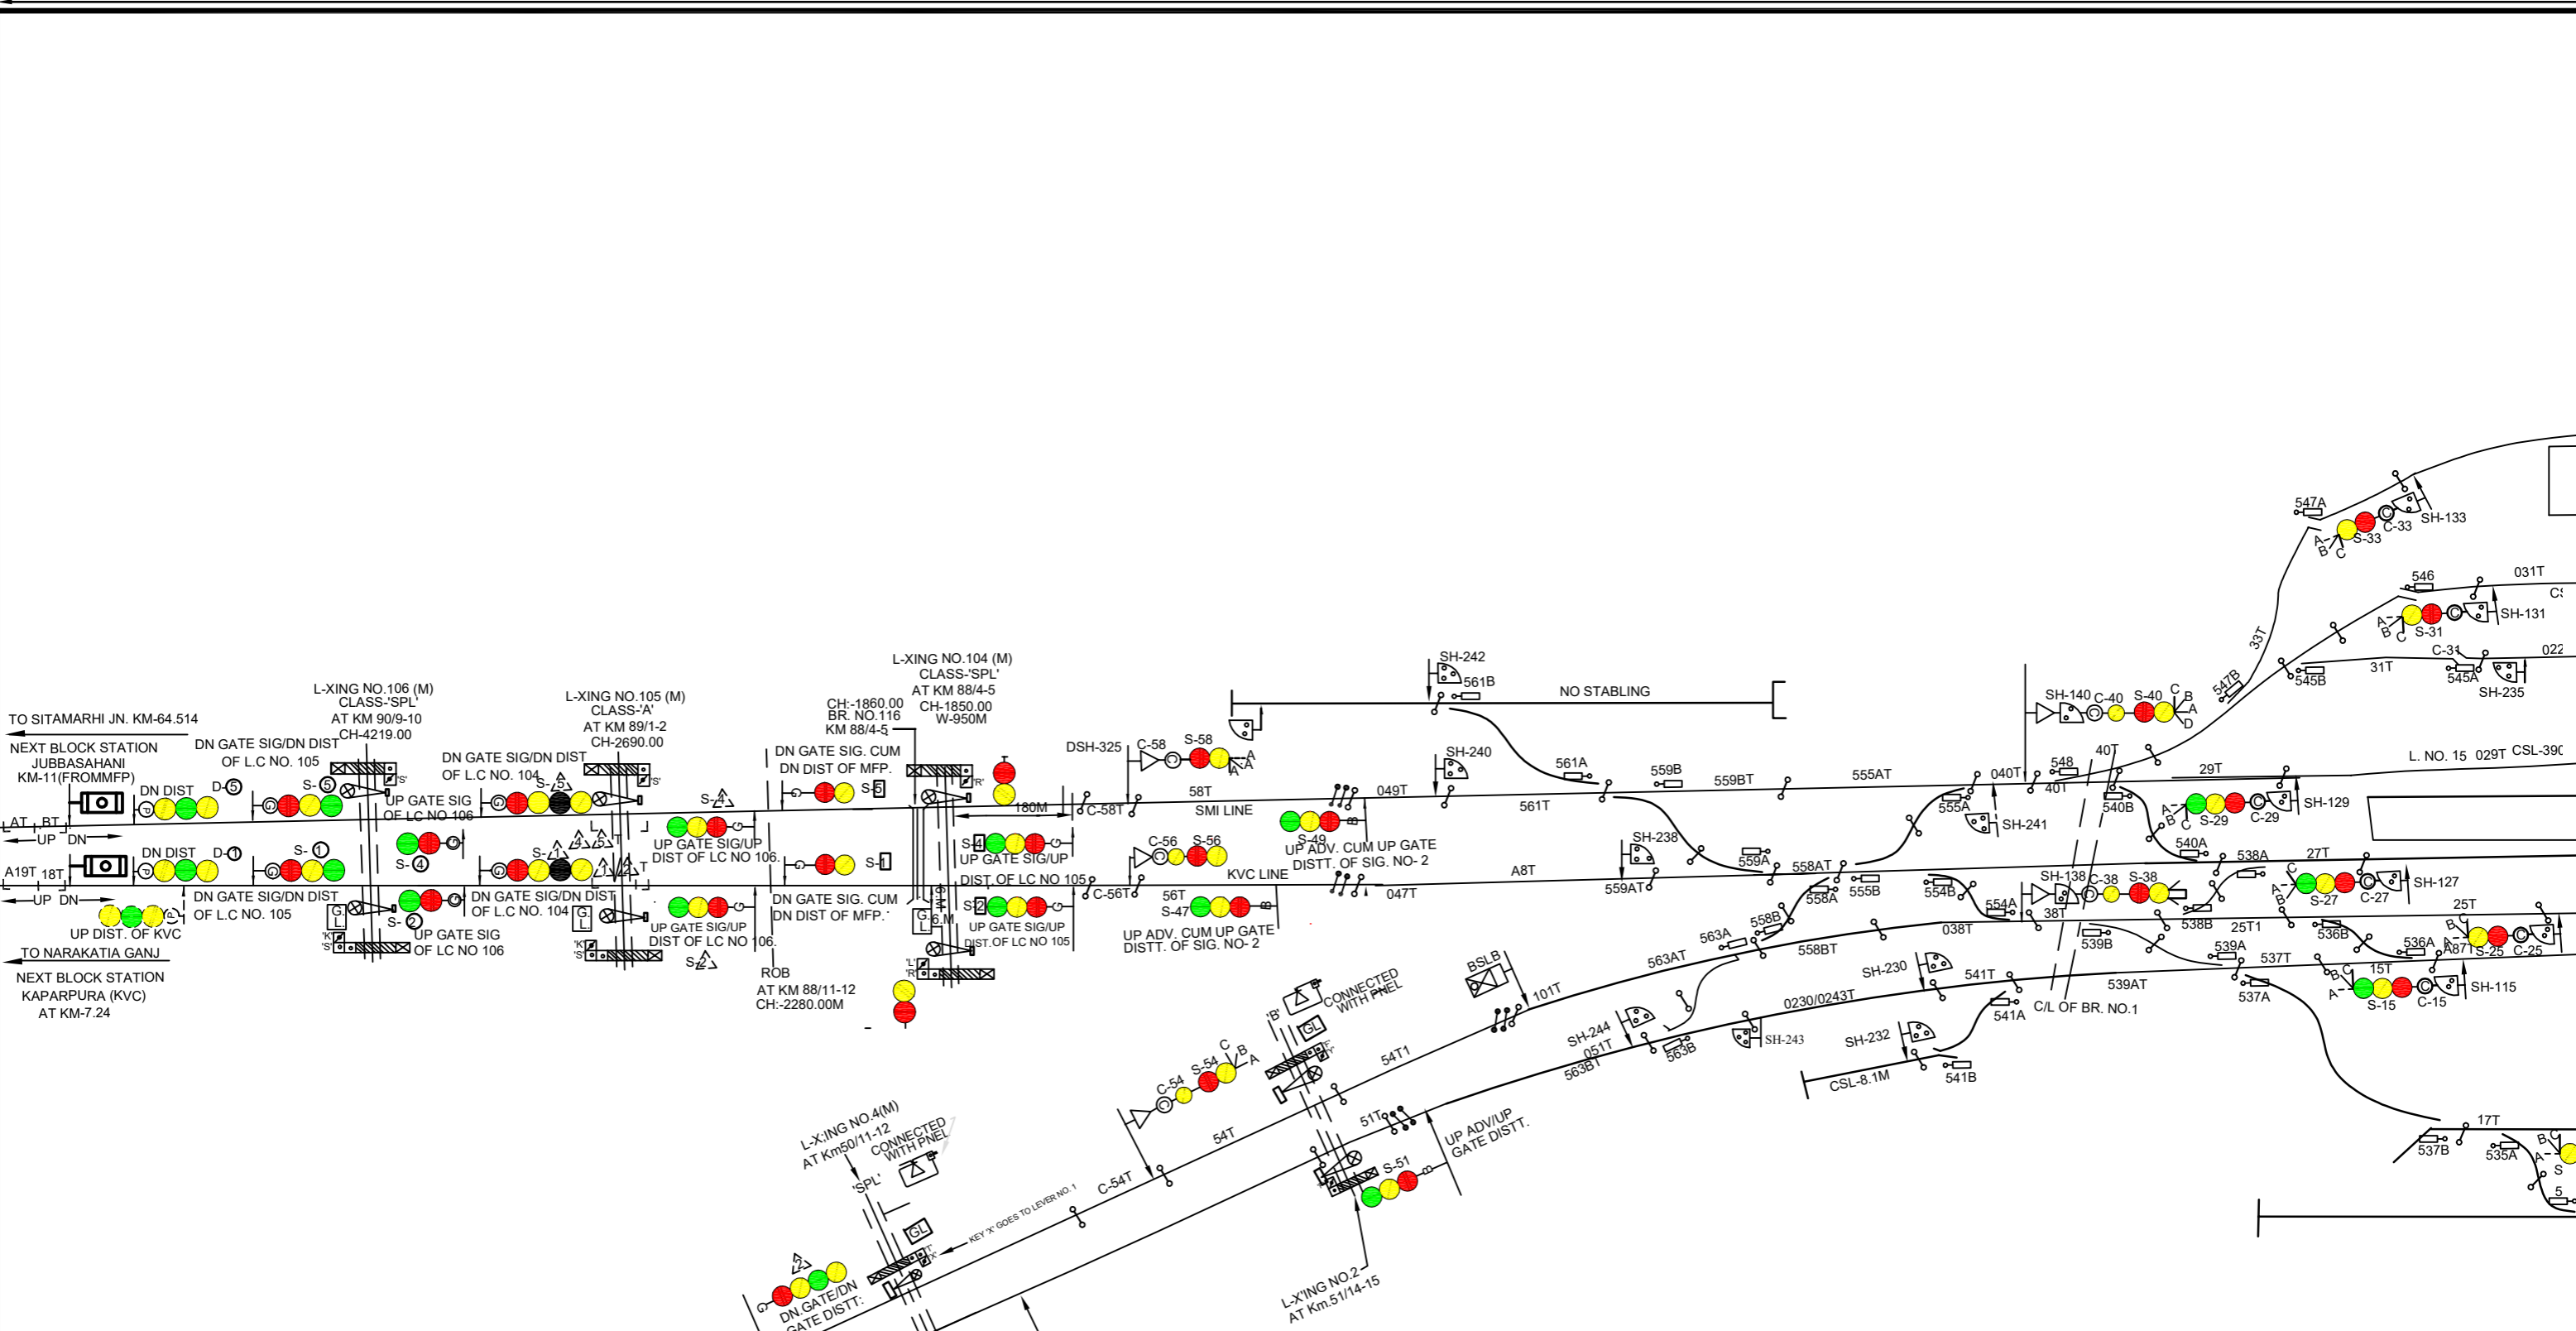 547A
SH-133
C-33
S-33
A
B
C
33T
546
031T
SH-131
S-31
A
B
C
C-31
022
31T
545B
545A
SH-235
547B
L-XING NO.104 (M)
CLASS-'SPL'
AT KM 88/4-5
CH-1850.00
W-950M
CH:-1860.00
BR. NO.116
KM 88/4-5
L-XING NO.106 (M)
CLASS-'SPL'
AT KM 90/9-10
CH-4219.00
L-XING NO.105 (M)
CLASS-'A'
AT KM 89/1-2
CH-2690.00
SH-242
561B
NO STABLING
SH-140
C-40
S-40
C
B
A
D
TO SITAMARHI JN. KM-64.514
NEXT BLOCK STATION
JUBBASAHANI
KM-11(FROMMFP)
DN GATE SIG/DN DIST
OF L.C NO. 105
DN GATE SIG/DN DIST
OF L.C NO. 104
DN GATE SIG. CUM
DN DIST OF MFP.
DSH-325
C-58
S-58
A
A
SH-240
561A
559B
559BT
555AT
040T
548
40T
40T
29T
L. NO. 15
029T
CSL-390
DN DIST
D-5
S-5
'S'
UP GATE SIG
OF LC NO 106
S-5
'S'
S-4
S-5
'R'
180M
C-58T
58T
SMI LINE
049T
561T
555A
540B
A
B
C
S-29
C-29
SH-129
AT
BT
UP DN
S-4
UP GATE SIG/UP
DIST OF LC NO 106.
S-4
UP GATE SIG/UP
DIST. OF LC NO 105
C-56
S-56
S-49
B
UP ADV. CUM UP GATE
DISTT. OF SIG. NO- 2
SH-238
SH-241
DN DIST
D-1
S-1
S-1
S-1
KVC LINE
A8T
559A
558AT
540A
538A
27T
A19T
18T
UP DN
559AT
558A
555B
554B
554A
SH-138
C-38
S-38
A
B
C
S-27
C-27
SH-127
DN GATE SIG/DN DIST
OF L.C NO. 105
G.
L.
'K'
'S'
S-2
UP GATE SIG
OF LC NO 106
DN GATE SIG/DN DIST
OF L.C NO. 104
G.
L.
'K'
'S'
UP GATE SIG/UP
DIST OF LC NO 106.
S-2
DN GATE SIG. CUM
DN DIST OF MFP.
G.
L.
6.M
6.M
'L'
'R'
S-2
UP GATE SIG/UP
DIST. OF LC NO 105
C-56T
56T
S-47
B
UP ADV. CUM UP GATE
DISTT. OF SIG. NO- 2
047T
UP DIST. OF KVC
TO NARAKATIA GANJ
NEXT BLOCK STATION
KAPARPURA (KVC)
AT KM-7.24
ROB
AT KM 88/11-12
CH:-2280.00M
558B
563A
558BT
038T
38T
539B
538B
25T1
539A
536B
536A
25T
A87T
B
C
A
S-25
C-25
563AT
BSLB
101T
SH-230
541T
539AT
537T
537A
B
C
A
15T
S-15
C-15
SH-115
0230/0243T
541A
C/L OF BR. NO.1
CONNECTED
WITH PNEL
'B'
GL
54T1
SH-244
051T
563BT
563B
SH-243
SH-232
CSL-8.1M
541B
C-54
S-54
C
B
A
54T
51T
UP ADV/UP
GATE DISTT.
S-51
B
17T
537B
535A
B
C
A
S
5
L-X:ING NO.4(M)
AT Km50/11-12
CONNECTED
WITH PNEL
'SPL'
GL
KEY 'X' GOES TO LEVER NO. 1
C-54T
L-X'ING NO.2
AT Km.51/14-15
2
G
DN.GATE/DN
GATE DISTT: